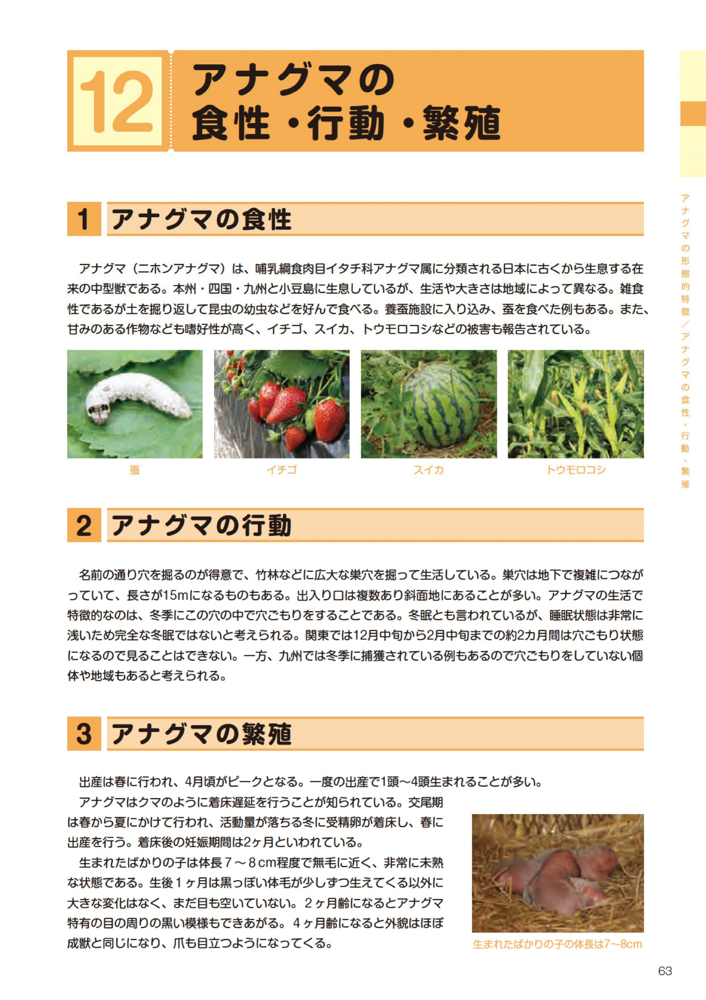 12
アナグマの
食性・行動・繁殖
1 アナグマの食性
アナグマ（ニホンアナグマ）は、哺乳綱食肉目イタチ科アナグマ属に分類される日本に古くから生息する在
来の中型獣である。本州・四国・九州と小豆島に生息しているが、生活や大きさは地域によって異なる。雑食
性であるが土を掘り返して昆虫の幼虫などを好んで食べる。養蚕施設に入り込み、蚕を食べた例もある。また、
甘みのある作物なども嗜好性が高く、イチゴ、スイカ、トウモロコシなどの被害も報告されている。
蚕
イチゴ
スイカ
トウモロコシ
2 アナグマの行動
名前の通り穴を掘るのが得意で、竹林などに広大な巣穴を掘って生活している。巣穴は地下で複雑につなが
っていて、長さが15mになるものもある。出入り口は複数あり斜面地にあることが多い。アナグマの生活で
特徴的なのは、冬季にこの穴の中で穴ごもりをすることである。冬眠とも言われているが、睡眠状態は非常に
浅いため完全な冬眠ではないと考えられる。関東では12月中旬から2月中旬までの約2カ月間は穴ごもり状態
になるので見ることはできない。一方、九州では冬季に捕獲されている例もあるので穴ごもりをしていない個
体や地域もあると考えられる。
3 アナグマの繁殖
出産は春に行われ、4月頃がピークとなる。一度の出産で1頭〜4頭生まれることが多い。
アナグマはクマのように着床遅延を行うことが知られている。交尾期
は春から夏にかけて行われ、活動量が落ちる冬に受精卵が着床し、春に
出産を行う。着床後の妊娠期間は2ヶ月といわれている。
生まれたばかりの子は体長７〜８cm程度で無毛に近く、非常に未熟
な状態である。生後１ヶ月は黒っぽい体毛が少しずつ生えてくる以外に
大きな変化はなく、まだ目も空いていない。２ヶ月齢になるとアナグマ
特有の目の周りの黒い模様もできあがる。４ヶ月齢になると外貌はほぼ
成獣と同じになり、爪も目立つようになってくる。
生まれたばかりの子の体長は7〜8cm
アナグマの形態的特徴／アナグマの食性・行動・繁殖
63